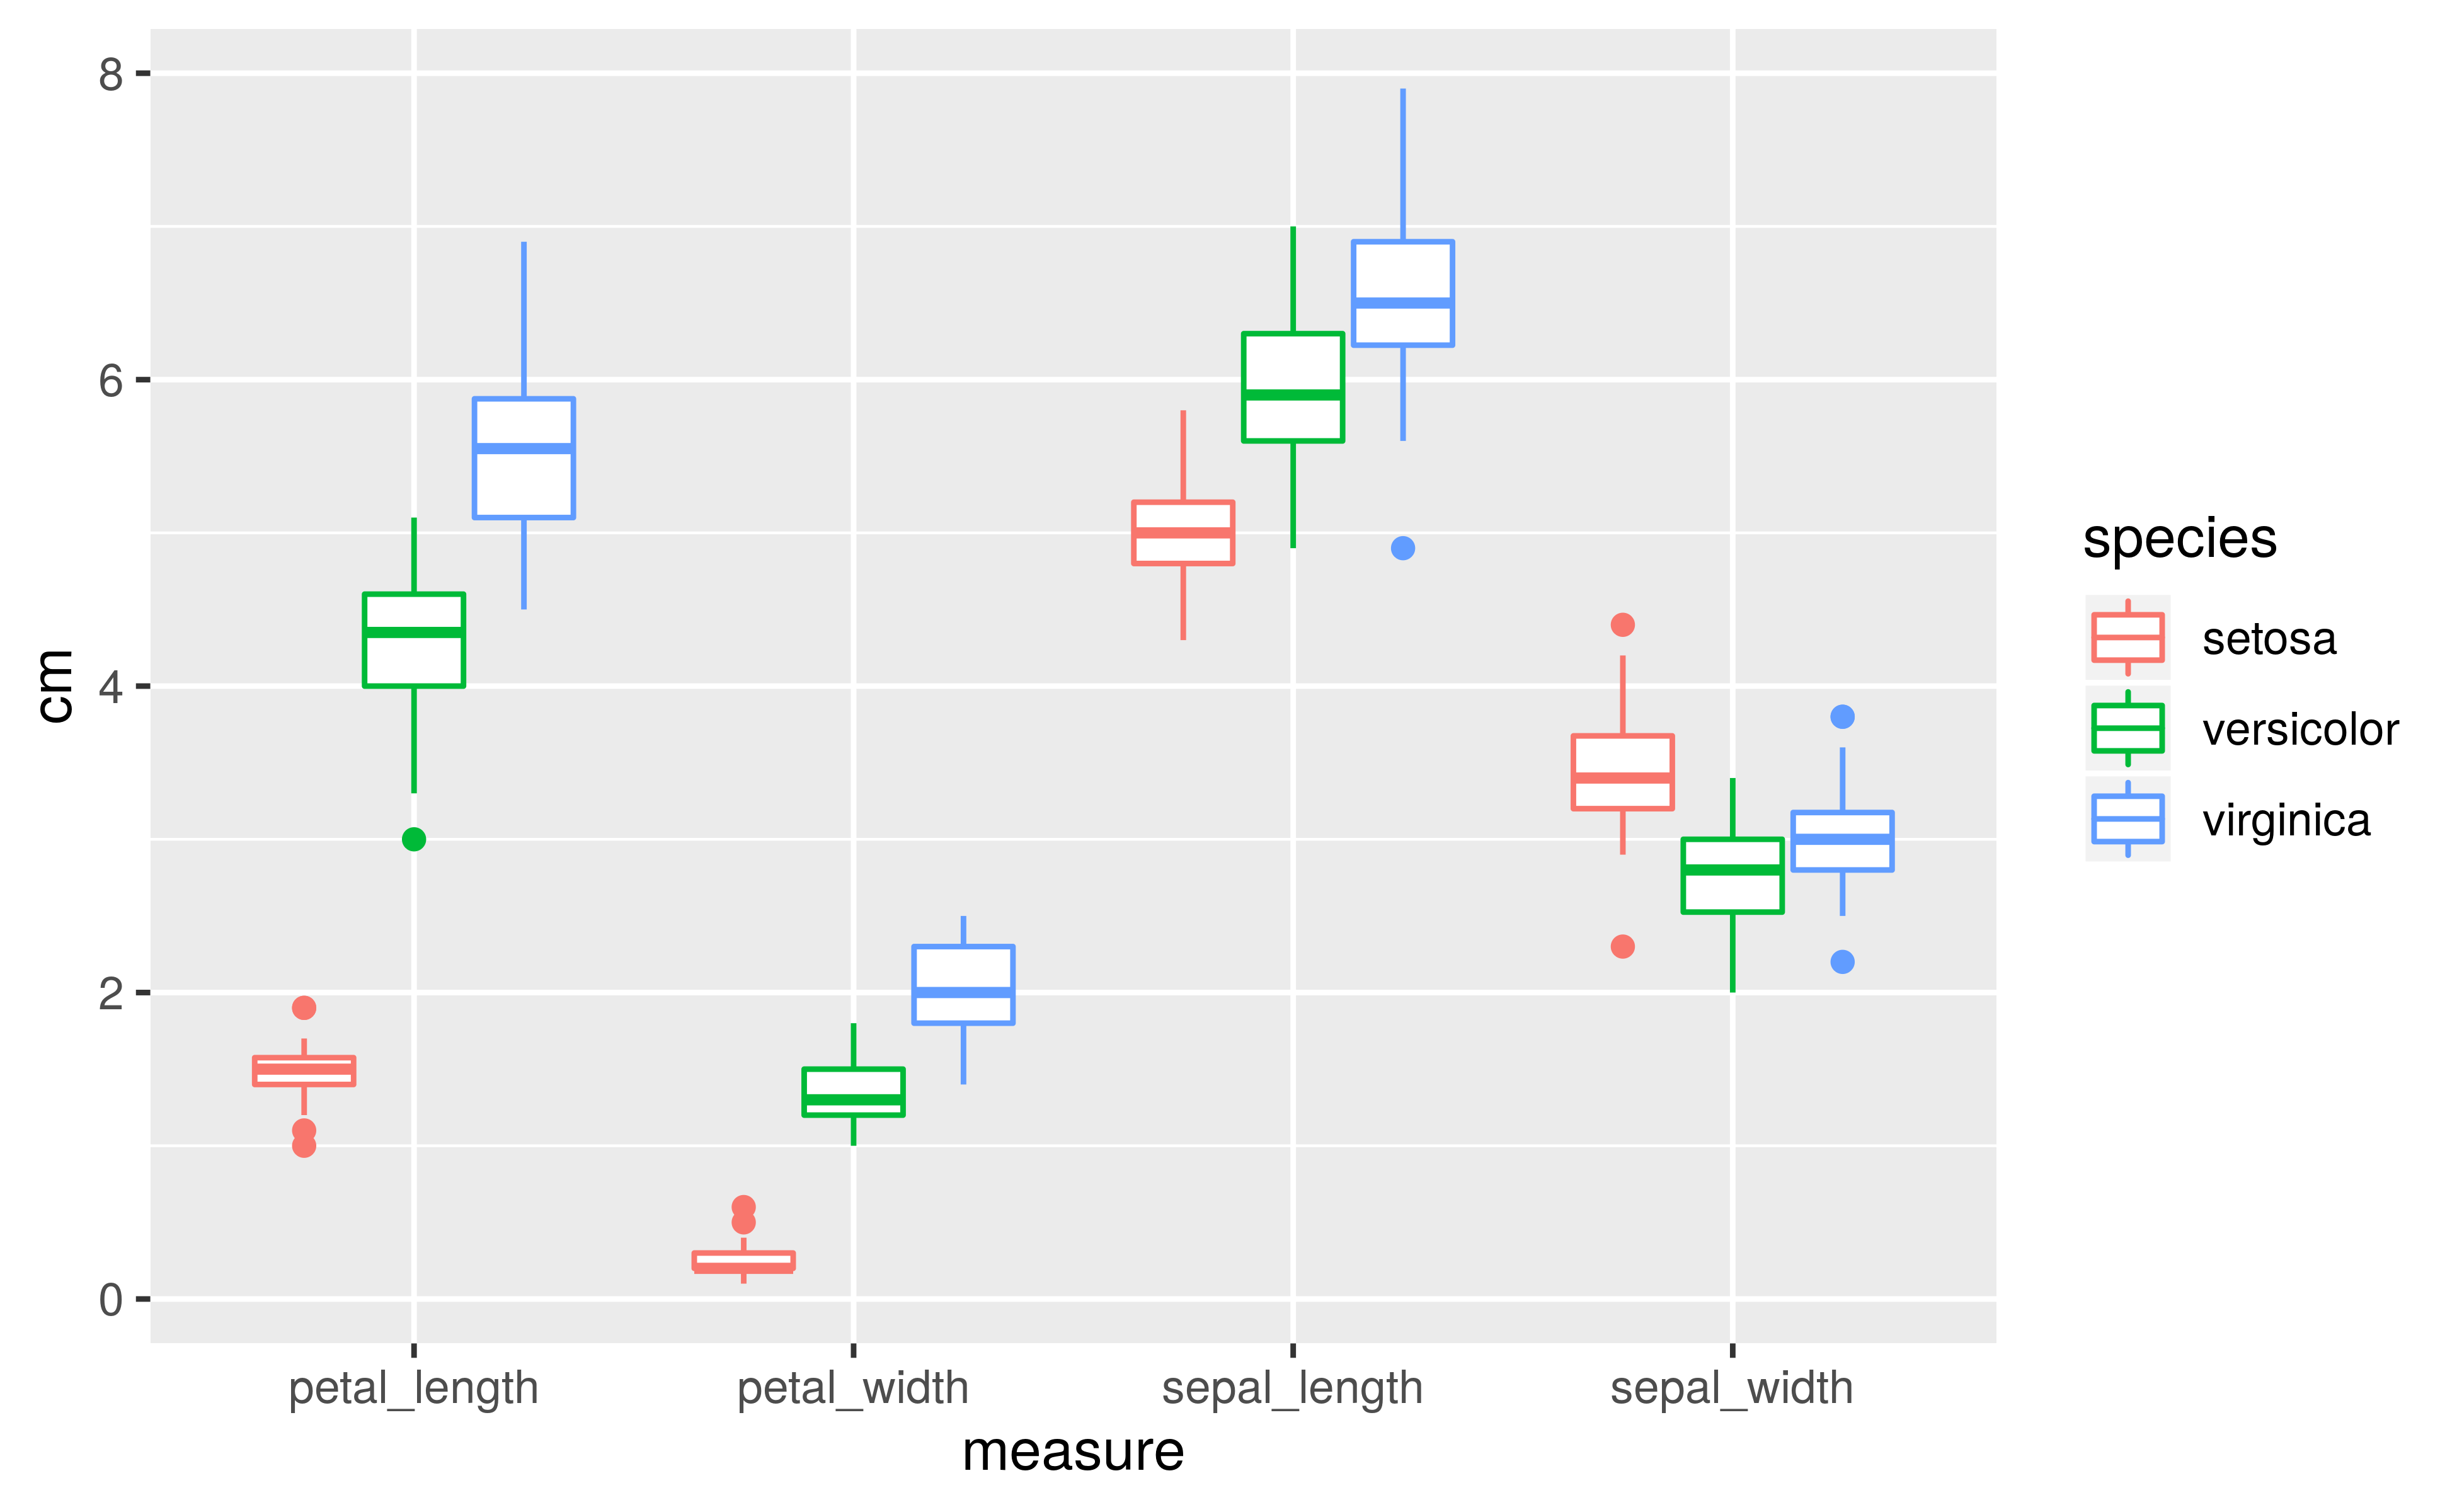 cm
8
6
4
2
0
petal_length
petal_width
sepal_length
sepal_width
measure
species
setosa
versicolor
virginica